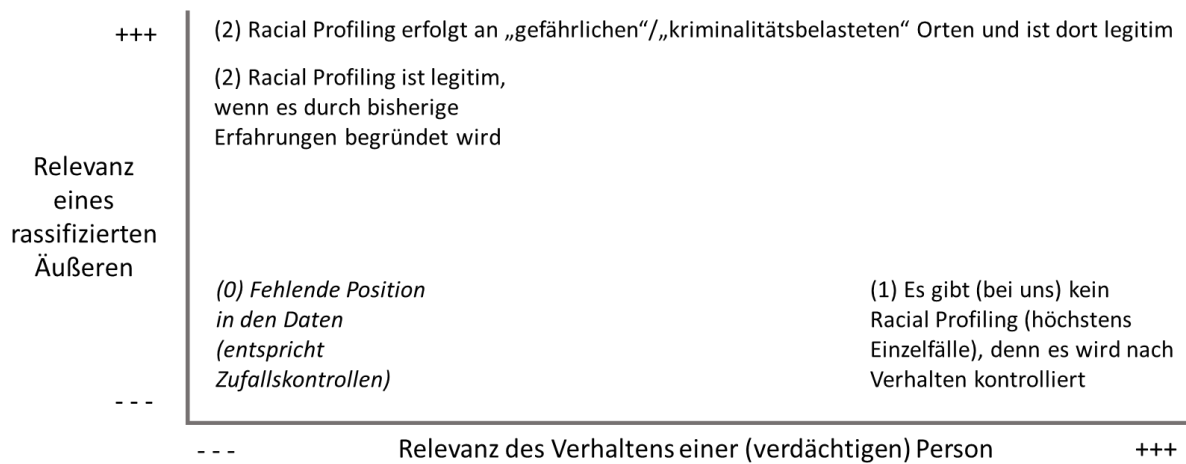 +++
(2) Racial Profiling erfolgt an „gefährlichen“/„kriminalitätsbelasteten“ Orten und ist dort legitim
(2) Racial Profiling ist legitim,
wenn es durch bisherige
Erfahrungen begründet wird
Relevanz
eines
rassifizierten
Äußeren
(0) Fehlende Position
in den Daten
(entspricht
Zufallskontrollen)
(1) Es gibt (bei uns) kein
Racial Profiling (höchstens
Einzelfälle), denn es wird nach
Verhalten kontrolliert
- - -
- - - Relevanz des Verhaltens einer (verdächtigen) Person +++